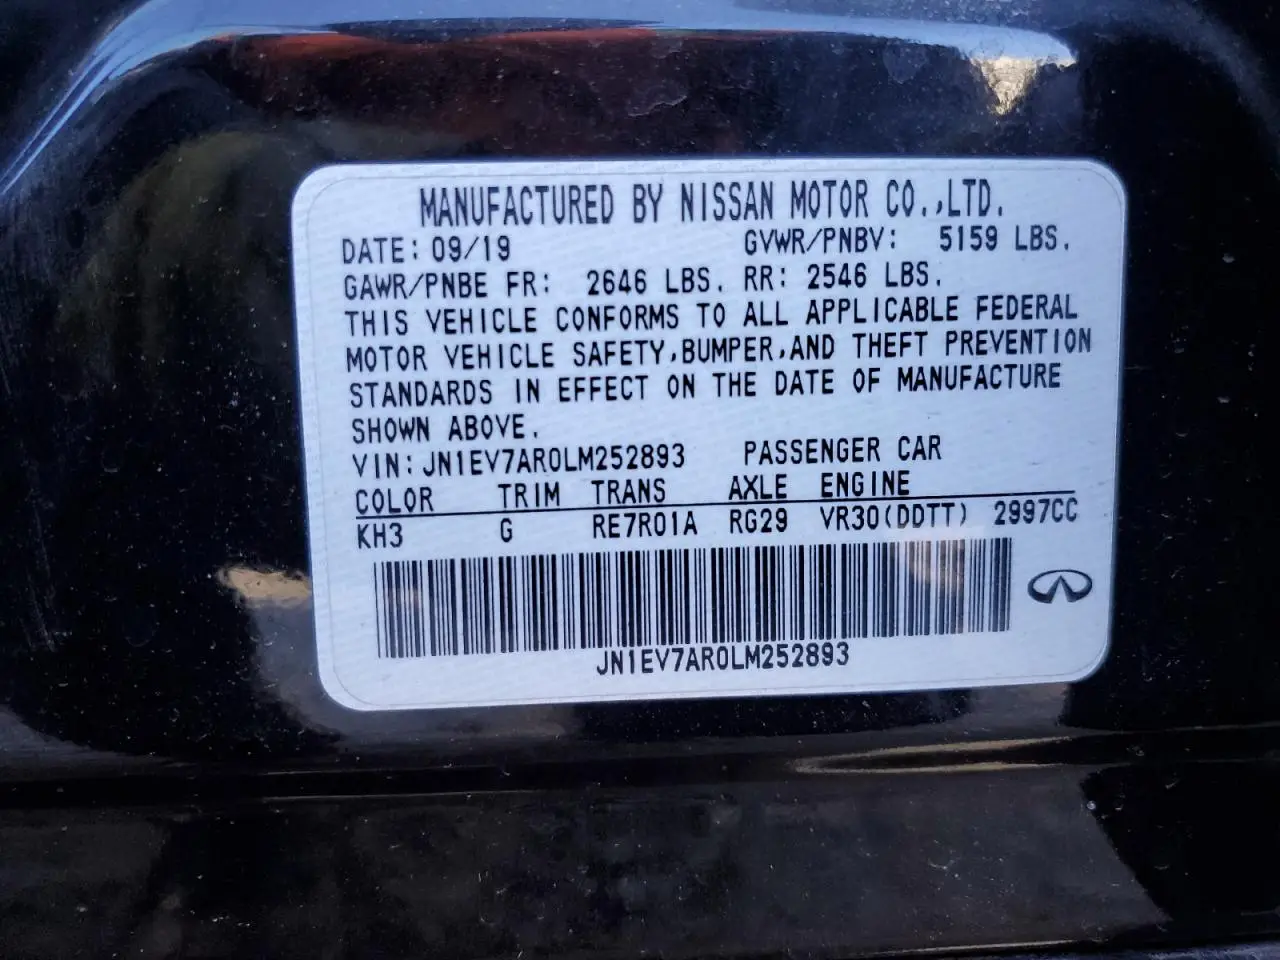 MANUFACTURED BY NISSAN MOTOR CO.,LTD.
DATE: 09/19 GVWR/PNBV: 5159 LBS.
GAWR/PNBE FR: 2646 LBS. RR: 2546 LBS.
THIS VEHICLE CONFORMS TO ALL APPLICABLE FEDERAL
MOTOR VEHICLE SAFETY,BUMPER,AND THEFT PREVENTION
STANDARDS IN EFFECT ON THE DATE OF MANUFACTURE
SHOWN ABOVE.
VIN: JN1EV7AR0LM252893 PASSENGER CAR
COLOR TRIM TRANS AXLE ENGINE
KH3 G RE7R01A RG29 VR30(DDTT) 2997CC
JN1EV7AR0LM252893